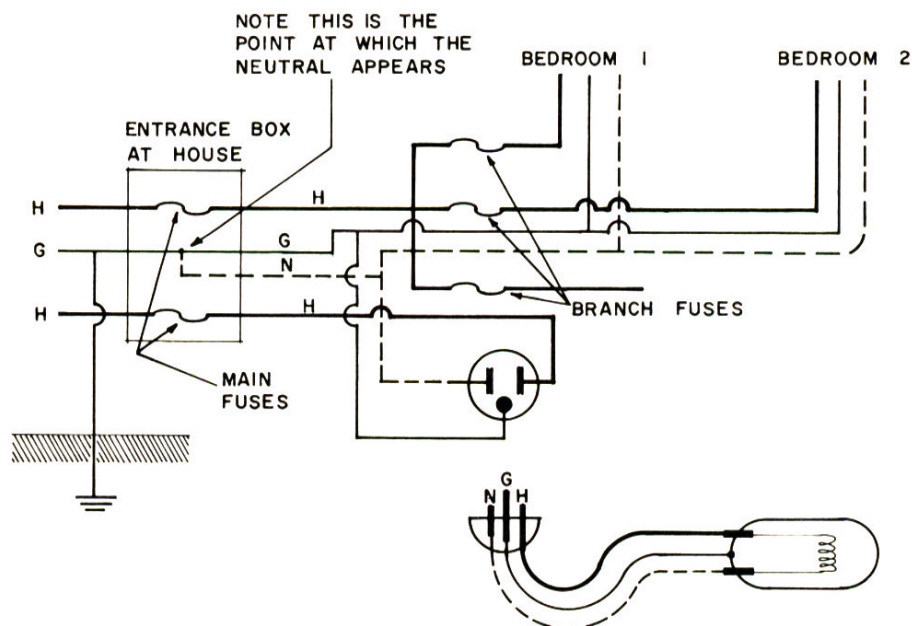 NOTE THIS IS THE
POINT AT WHICH THE
NEUTRAL APPEARS
BEDROOM 1
BEDROOM 2
ENTRANCE BOX
AT HOUSE
H
H
G
G
N
H
H
BRANCH FUSES
MAIN
FUSES
G
N H